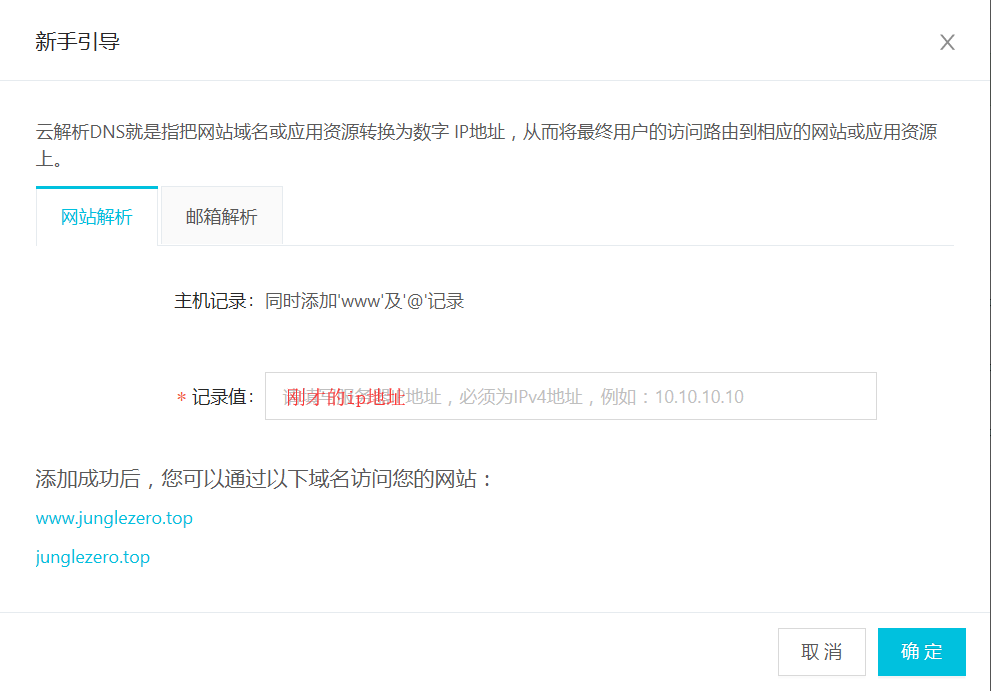 新手引导
云解析DNS就是指把网站域名或应用资源转换为数字 IP地址，从而将最终用户的访问路由到相应的网站或应用资源
上。
网站解析 邮箱解析
主机记录： 同时添加'www'及'@'记录
* 记录值： 刚才的ip地址 地址，必须为IPv4地址，例如：10.10.10.10
添加成功后，您可以通过以下域名访问您的网站：
www.junglezero.top
junglezero.top
取消 确定